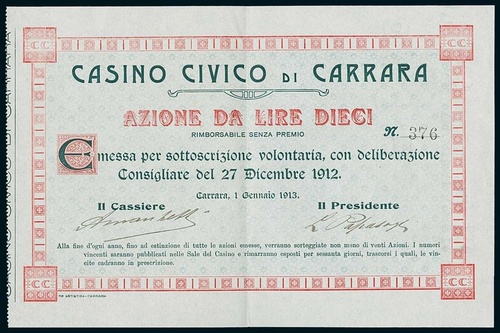 CC CC
CASINO CIVICO DI CARRARA
AZIONE DA LIRE DIECI
RIMBORSABILE SENZA PREMIO
N. 376
Emessa per sottoscrizione volontaria, con deliberazione
Consigliare del 27 Dicembre 1912.
Carrara, 1 Gennaio 1913.
Il Cassiere Il Presidente
Alla fine d'ogni anno, fino ad estinzione di tutte le azioni emesse, verranno sorteggiate non meno di venti Azioni. I numeri
vincenti saranno pubblicati nelle Sale del Casino e rimarranno esposti per sessanta giorni, trascorsi i quali, le vin-
cite cadranno in prescrizione.
CC CC
TIP ARTISTICA - CARRARA